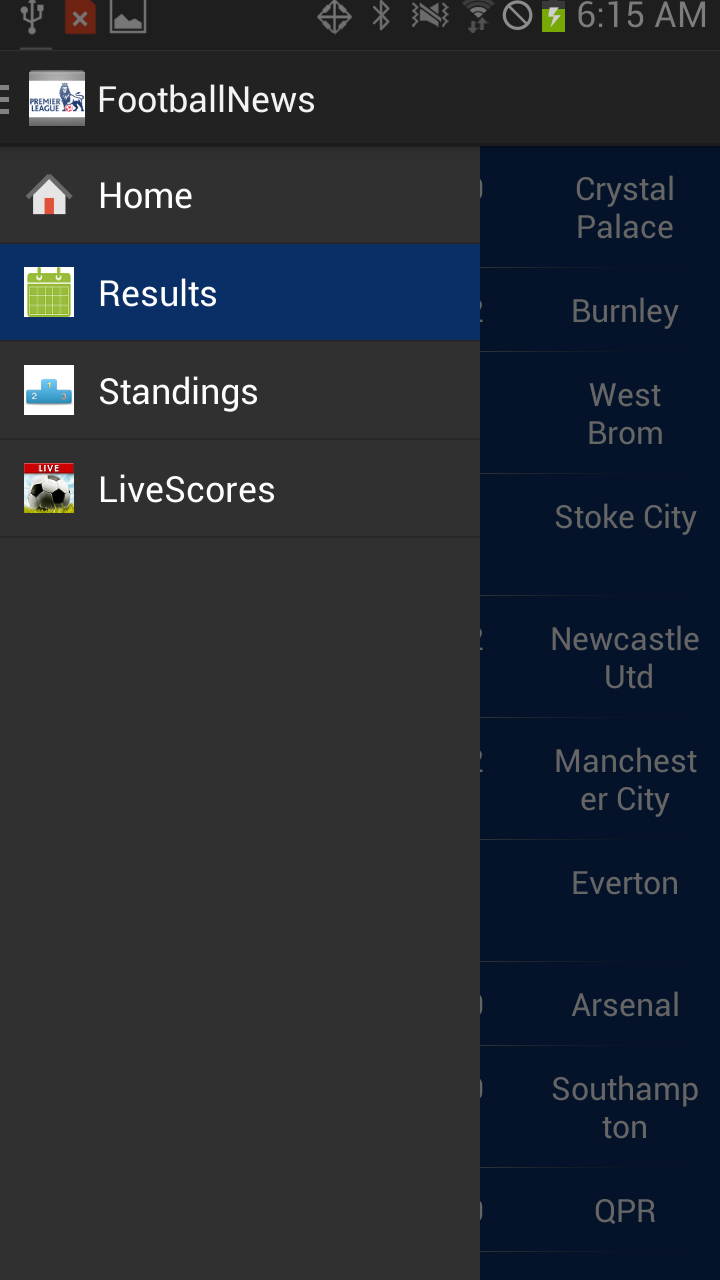 6:15 AM
PREMIER
LEAGUE
FootballNews
Home
Results
1
2 3
Standings
LIVE
LiveScores
Crystal
Palace
Burnley
West
Brom
Stoke City
Newcastle
Utd
Manchest
er City
Everton
Arsenal
Southamp
ton
QPR